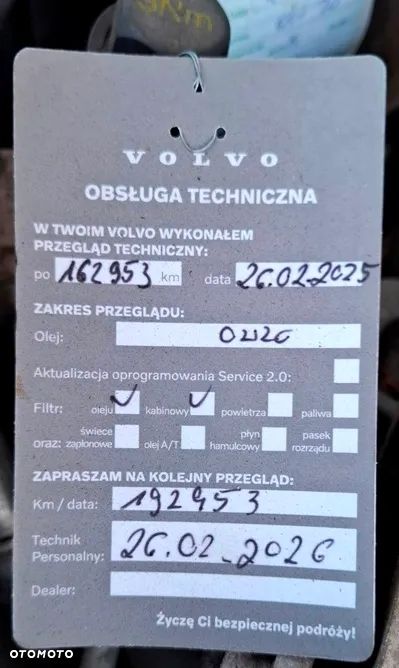 VOLVO
OBSŁUGA TECHNICZNA
W TWOIM VOLVO WYKONAŁEM
PRZEGLĄD TECHNICZNY:
po 162953 km data 26.02.2025
ZAKRES PRZEGLĄDU:
Olej: 0W20
Aktualizacja oprogramowania Service 2.0:
Filtr: oleju kabinowy powietrza paliwa
oraz: świece zapłonowe olej A/T płyn hamulcowy pasek rozrządu
ZAPRASZAM NA KOLEJNY PRZEGLĄD:
Km / data: 192953
Technik
Personalny: 26.02.2026
Dealer:
Życzę Ci bezpiecznej podróży!
OTOMOTO